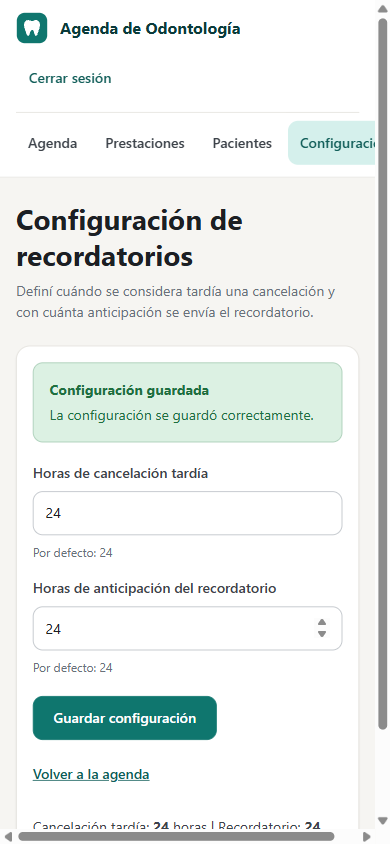 Agenda de Odontología
Cerrar sesión
Agenda Prestaciones Pacientes
Configuración de
recordatorios
Definí cuándo se considera tardía una cancelación y
con cuánta anticipación se envía el recordatorio.
Configuración guardada
La configuración se guardó correctamente.
Horas de cancelación tardía
24
Por defecto: 24
Horas de anticipación del recordatorio
24
Por defecto: 24
Guardar configuración
Volver a la agenda
Cancelación tardía: 24 horas | Recordatorio: 24